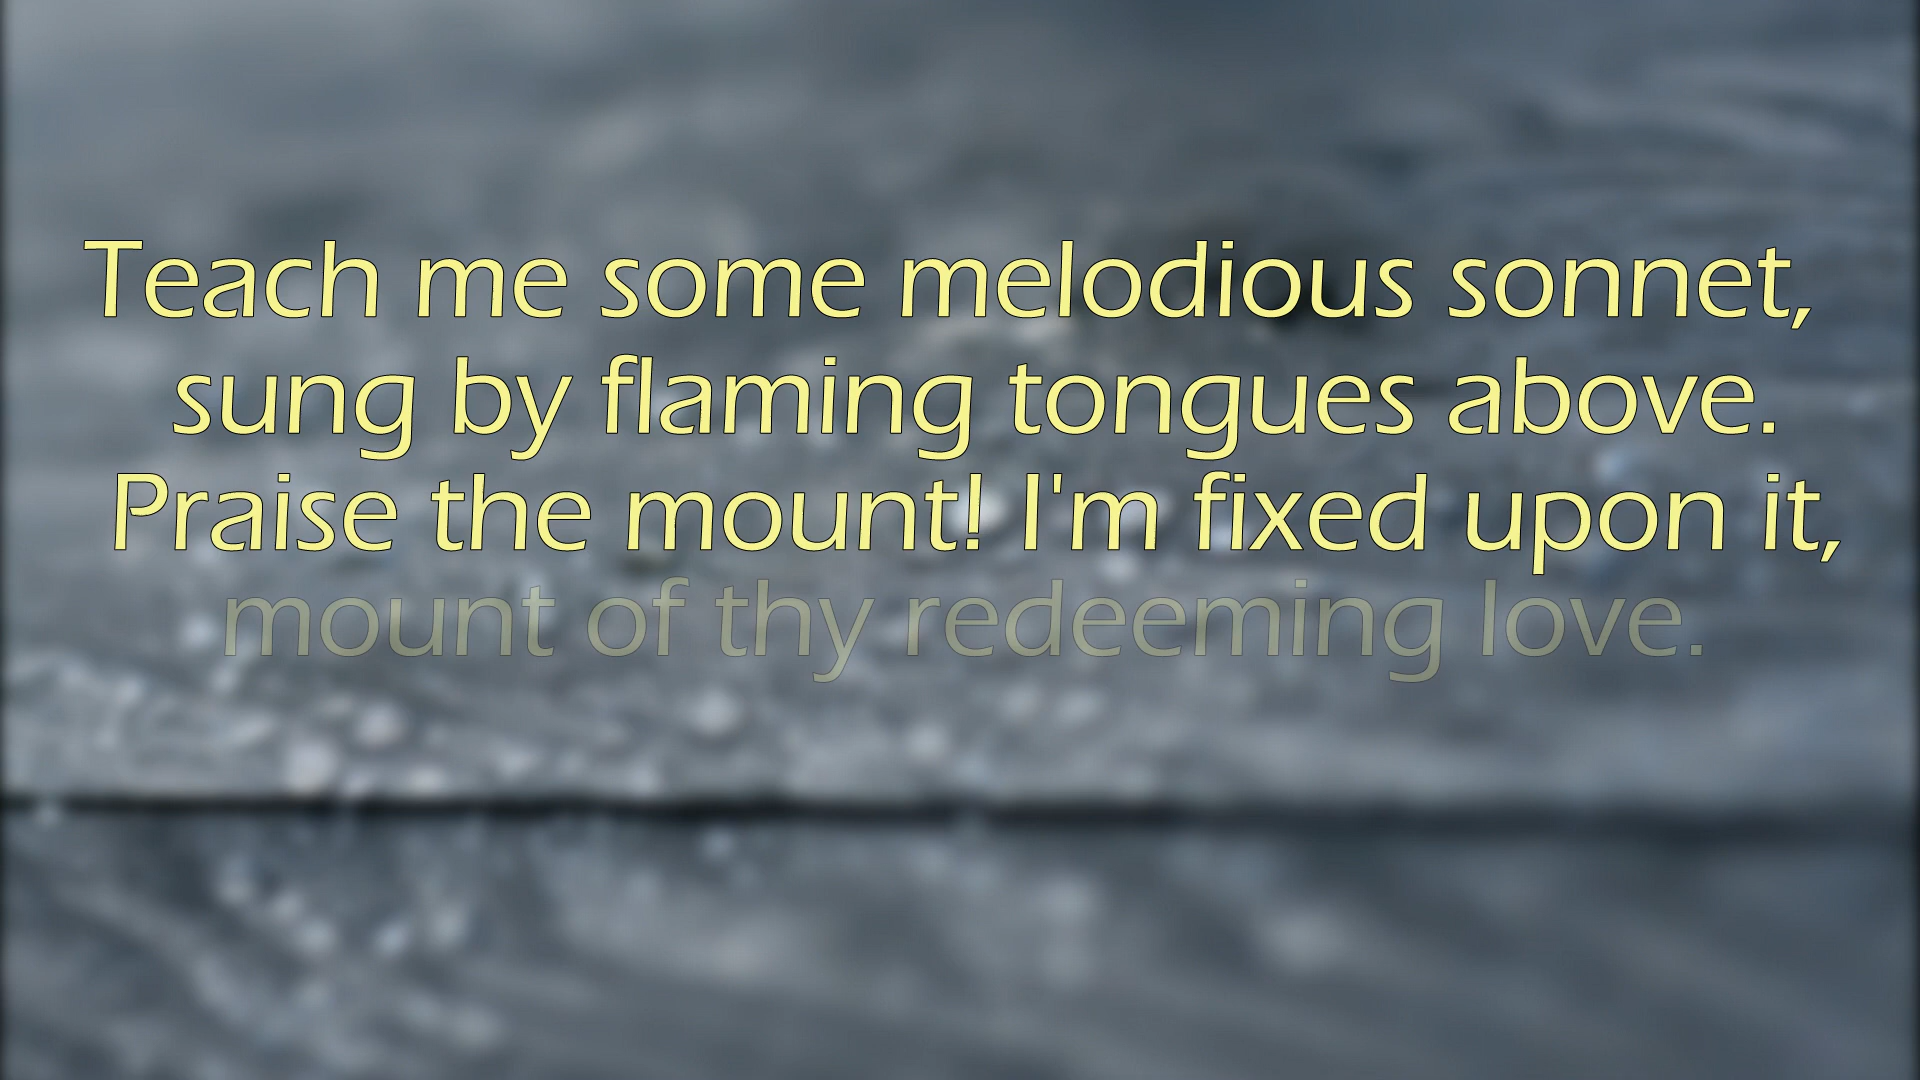 Teach me some melodious sonnet,
sung by flaming tongues above.
Praise the mount! I'm fixed upon it,
mount of thy redeeming love.